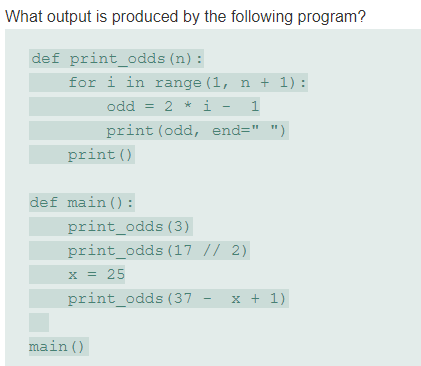 What output is produced by the following program?
def print_odds(n):
    for i in range(1, n + 1):
        odd = 2 * i -  1
        print(odd, end=" ")
    print()

def main():
    print_odds(3)
    print_odds(17 // 2)
    x = 25
    print_odds(37 -  x + 1)

main()